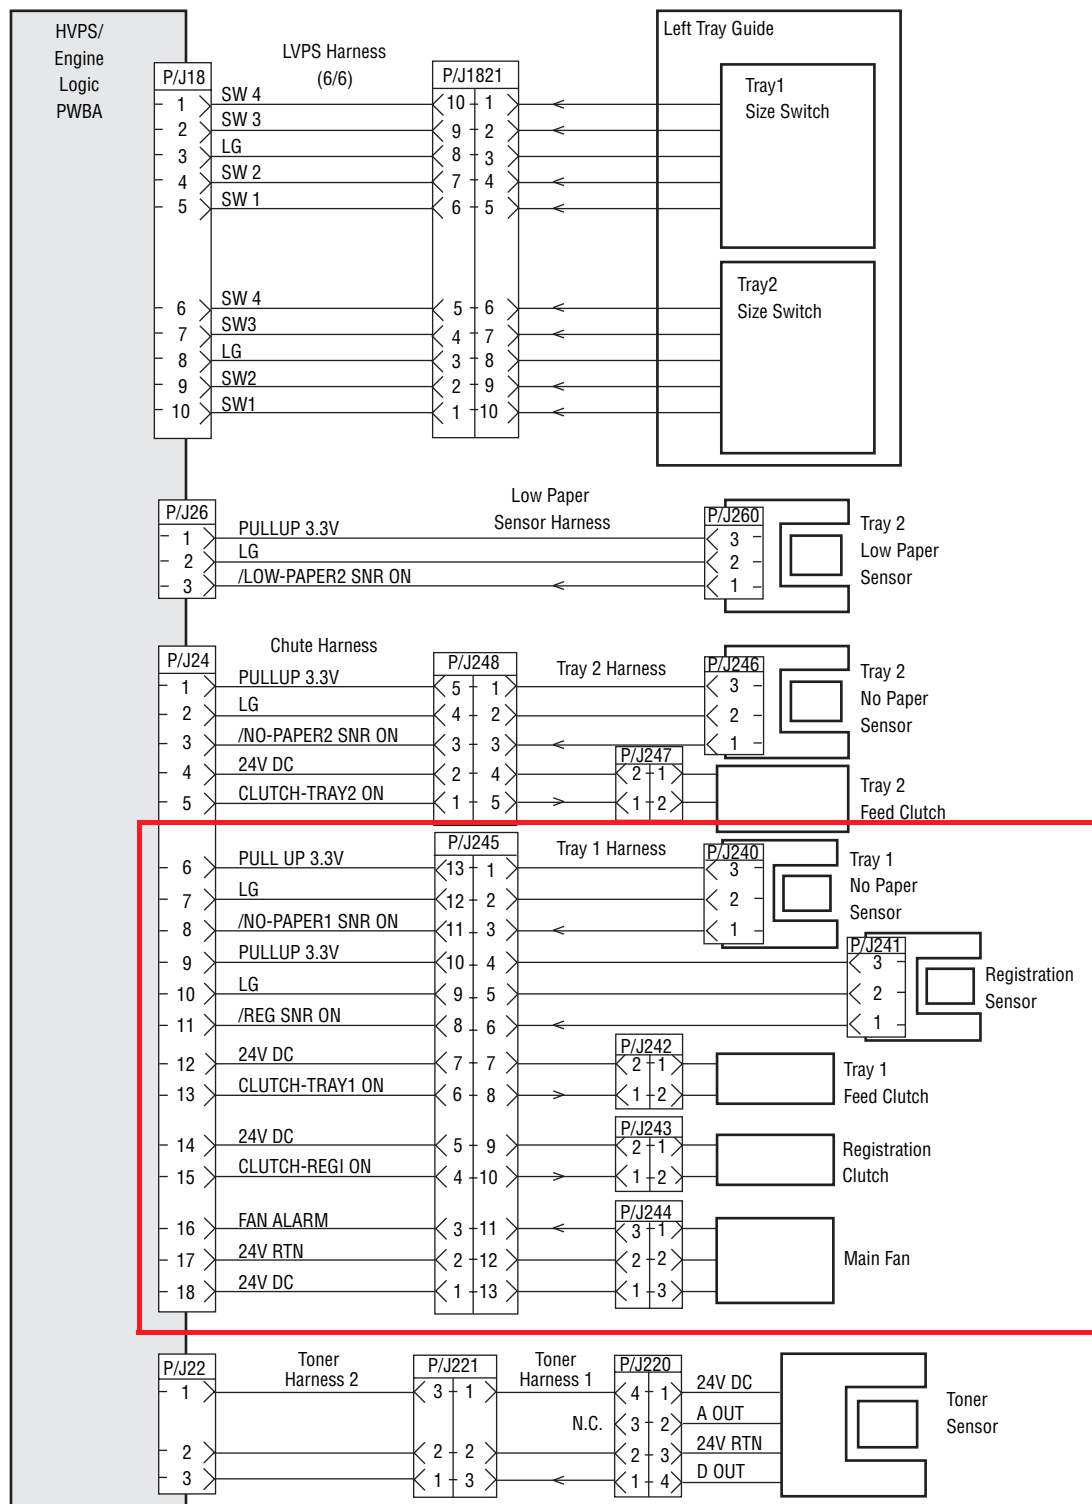 HVPS/
Engine
Logic
PWBA
LVPS Harness
(6/6)
Left Tray Guide
P/J18
P/J1821
Tray1
Size Switch
1 SW 4 10 1
2 SW 3 9 2
3 LG 8 3
4 SW 2 7 4
5 SW 1 6 5
Tray2
Size Switch
6 SW 4 5 6
7 SW3 4 7
8 LG 3 8
9 SW2 2 9
10 SW1 1 10
Low Paper
Sensor Harness
P/J26
P/J260
1 PULLUP 3.3V 3
2 LG 2
3 /LOW-PAPER2 SNR ON 1
Tray 2
Low Paper
Sensor
Chute Harness
P/J24
P/J248
Tray 2 Harness
P/J246
1 PULLUP 3.3V 5 1 3
2 LG 4 2 2
3 /NO-PAPER2 SNR ON 3 3 1
Tray 2
No Paper
Sensor
P/J247
4 24V DC 2 4 2 1
5 CLUTCH-TRAY2 ON 1 5 1 2
Tray 2
Feed Clutch
P/J245
Tray 1 Harness
P/J240
6 PULL UP 3.3V 13 1 3
7 LG 12 2 2
8 /NO-PAPER1 SNR ON 11 3 1
Tray 1
No Paper
Sensor
P/J241
9 PULLUP 3.3V 10 4 3
10 LG 9 5 2
11 /REG SNR ON 8 6 1
Registration
Sensor
P/J242
12 24V DC 7 7 2 1
13 CLUTCH-TRAY1 ON 6 8 1 2
Tray 1
Feed Clutch
P/J243
14 24V DC 5 9 2 1
15 CLUTCH-REGI ON 4 10 1 2
Registration
Clutch
P/J244
16 FAN ALARM 3 11 3 1
17 24V RTN 2 12 2 2
18 24V DC 1 13 1 3
Main Fan
P/J22
Toner
Harness 2
P/J221
Toner
Harness 1
P/J220
1 3 1 4 1 24V DC
N.C. 3 2 A OUT
2 2 2 2 3 24V RTN
3 1 3 1 4 D OUT
Toner
Sensor